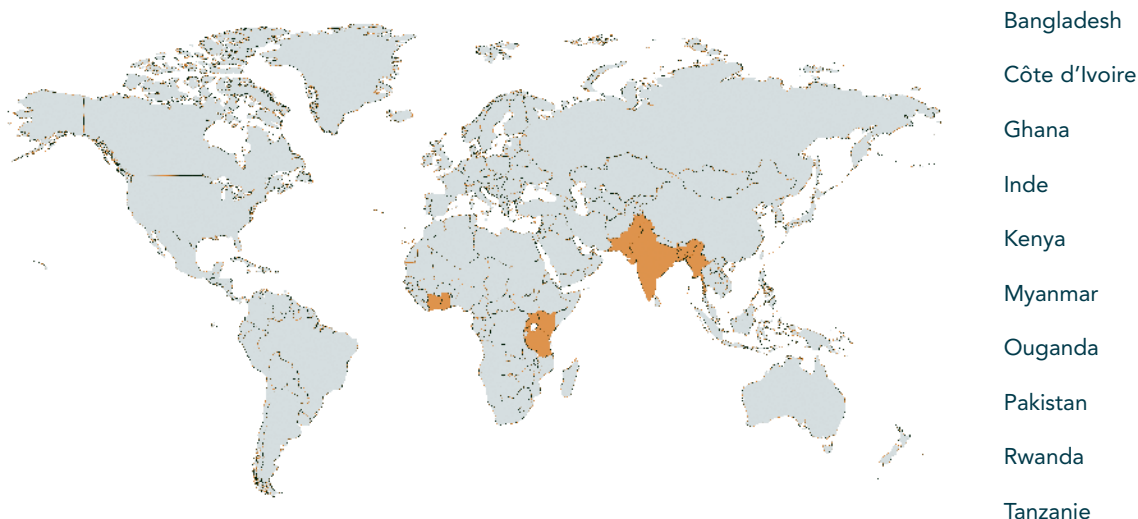 Bangladesh
Côte d’Ivoire
Ghana
Inde
Kenya
Myanmar
Ouganda
Pakistan
Rwanda
Tanzanie